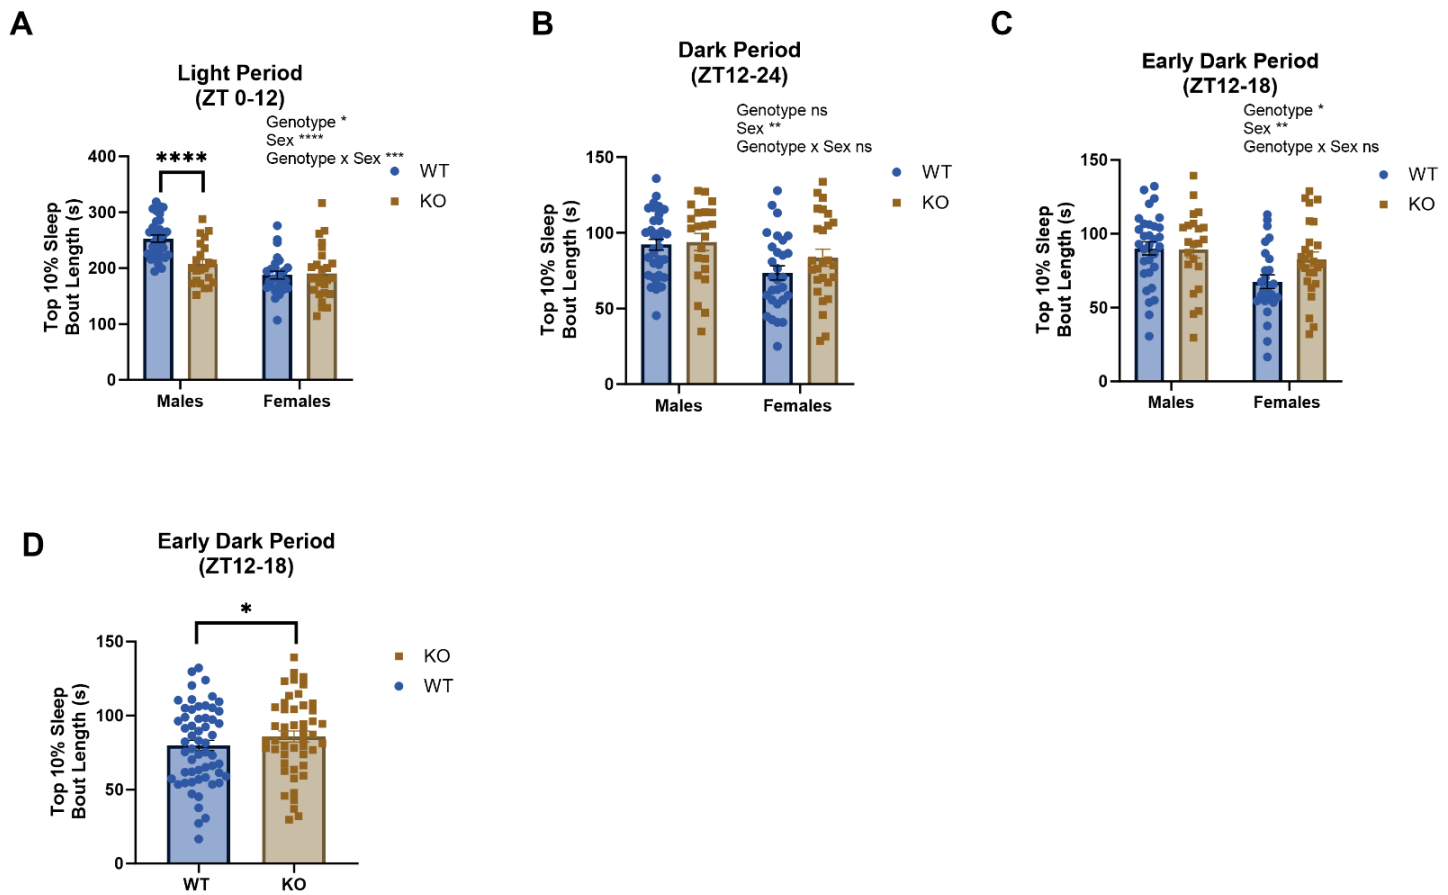 A
Light Period
(ZT 0-12)
Genotype *
Sex ****
Genotype x Sex ***
****
WT
KO
Top 10% Sleep
Bout Length (s)
400
300
200
100
0
Males
Females
B
Dark Period
(ZT12-24)
Genotype ns
Sex **
Genotype x Sex ns
WT
KO
Top 10% Sleep
Bout Length (s)
150
100
50
0
Males
Females
C
Early Dark Period
(ZT12-18)
Genotype *
Sex **
Genotype x Sex ns
WT
KO
Top 10% Sleep
Bout Length (s)
150
100
50
0
Males
Females
D
Early Dark Period
(ZT12-18)
*
KO
WT
Top 10% Sleep
Bout Length (s)
150
100
50
0
WT
KO